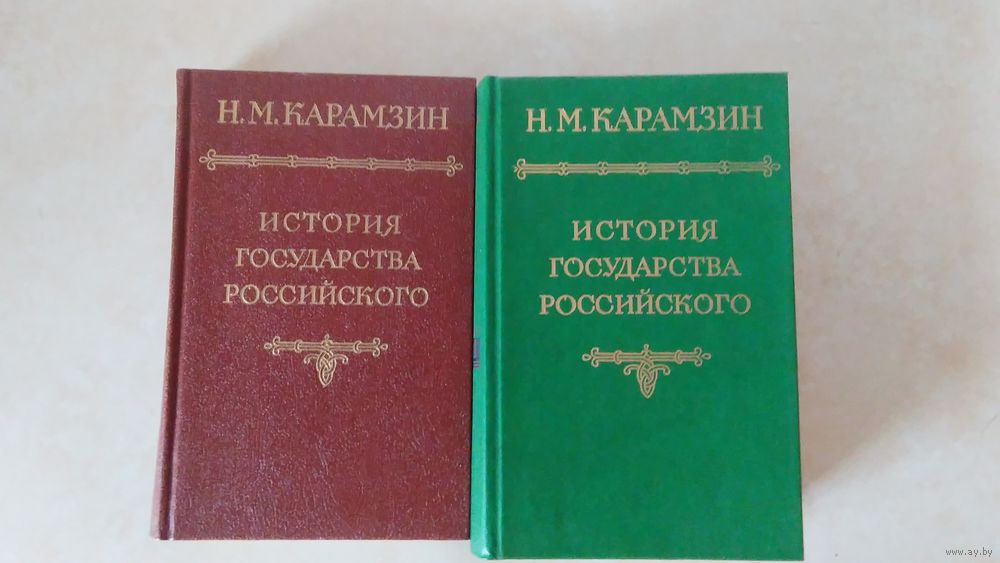 Н. М. КАРАМЗИН
ИСТОРИЯ
ГОСУДАРСТВА
РОССИЙСКОГО
Н. М. КАРАМЗИН
ИСТОРИЯ
ГОСУДАРСТВА
РОССИЙСКОГО
www.ay.by